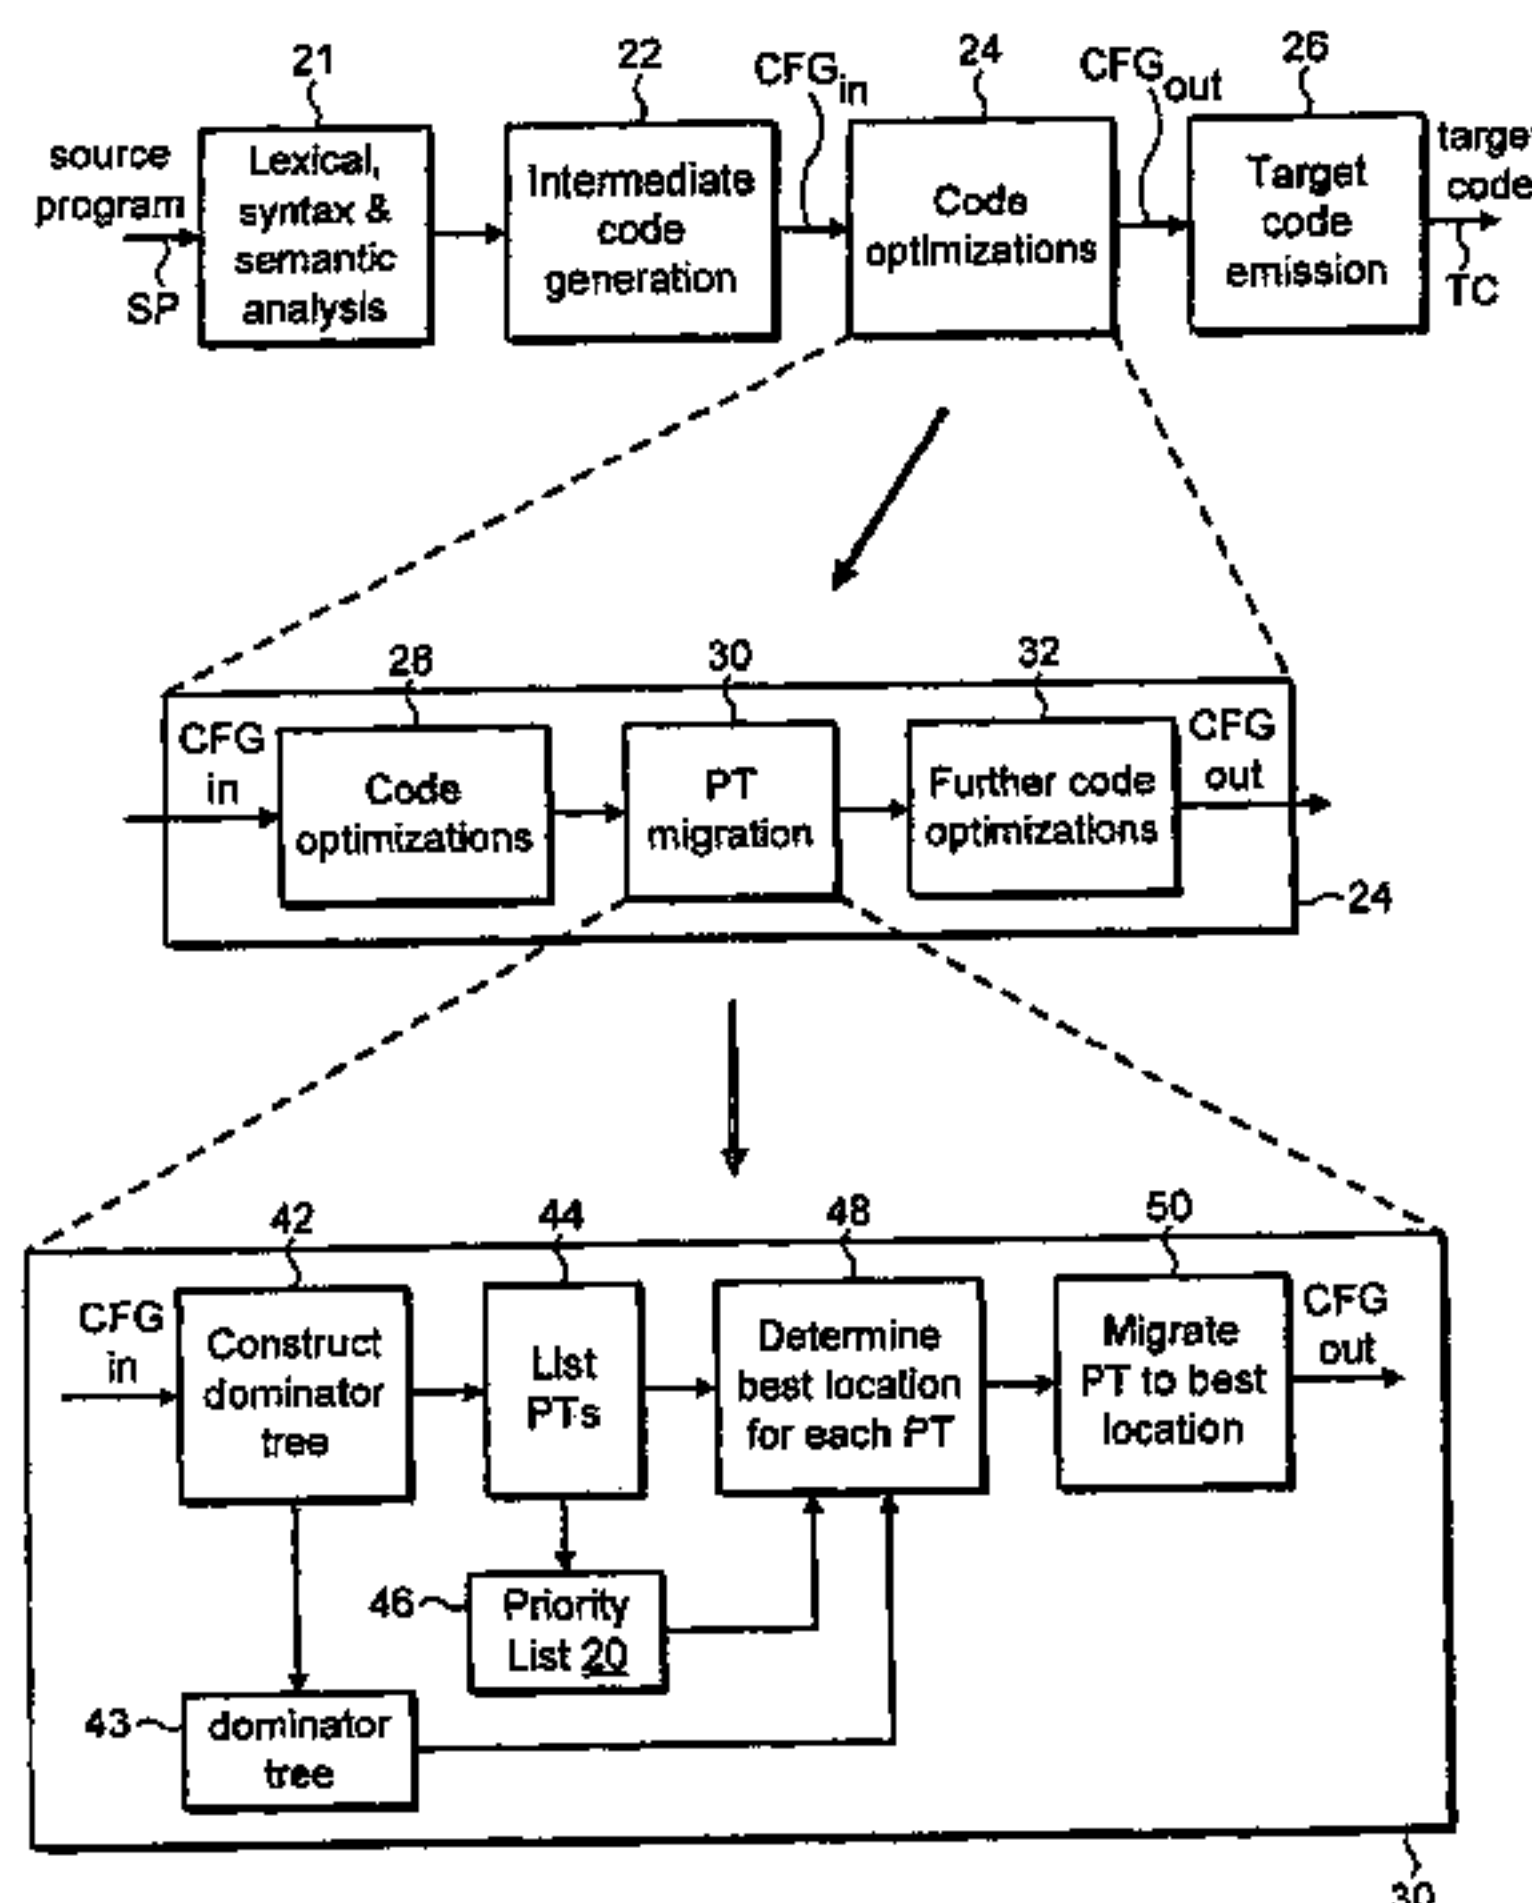 21
22
CFGin
24
CFGout
26
source
program
SP
Lexical,
syntax &
semantic
analysis
Intermediate
code
generation
Code
optimizations
Target
code
emission
target
code
TC
28
30
32
CFG
in
Code
optimizations
PT
migration
Further code
optimizations
CFG
out
24
42
44
48
50
CFG
in
Construct
dominator
tree
List
PTs
Determine
best location
for each PT
Migrate
PT to best
location
CFG
out
46
Priority
List 20
43
dominator
tree
30